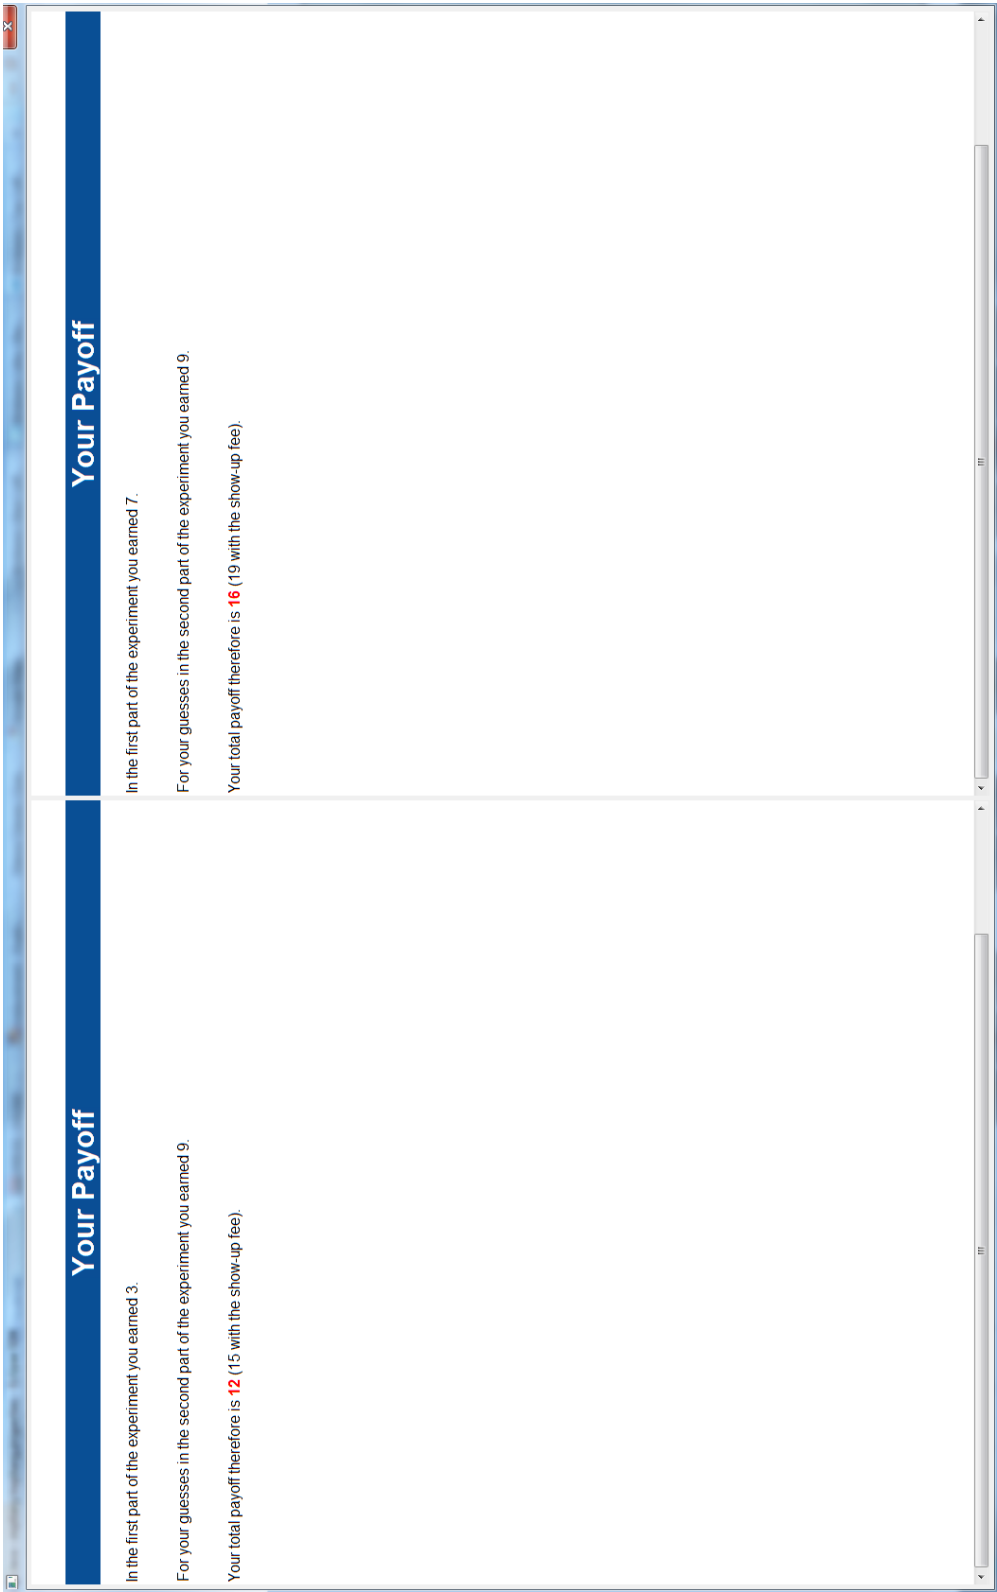 Your Payoff
In the first part of the experiment you earned 3.
For your guesses in the second part of the experiment you earned 9.
Your total payoff therefore is 12 (15 with the show-up fee).
Your Payoff
In the first part of the experiment you earned 7.
For your guesses in the second part of the experiment you earned 9.
Your total payoff therefore is 16 (19 with the show-up fee).